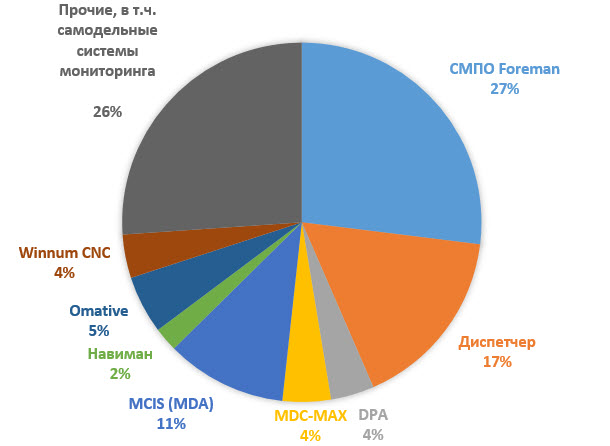 Прочие, в т.ч.
самодельные
системы
мониторинга
26%
СМПО Foreman
27%
Диспетчер
17%
DPA
4%
MDC-MAX
4%
MCIS (MDA)
11%
Навиман
2%
Omative
5%
Winnum CNC
4%